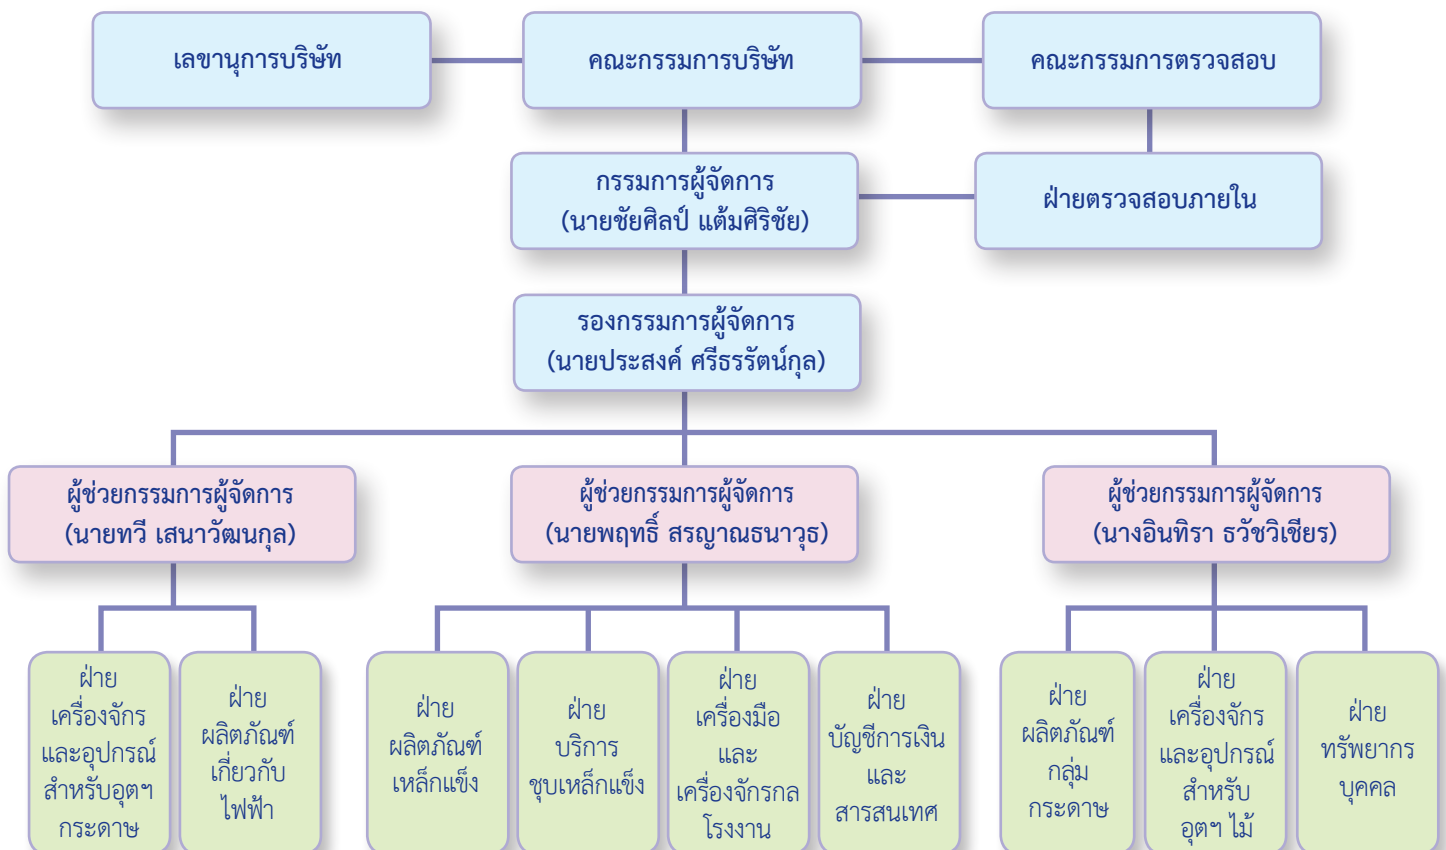 เลขานุการบริษัท
คณะกรรมการบริษัท
คณะกรรมการตรวจสอบ
กรรมการผู้จัดการ
(นายชัยศิลป์ แต้มศิริชัย)
ฝ่ายตรวจสอบภายใน
รองกรรมการผู้จัดการ
(นายประสงค์ ศรีธรรัตน์กุล)
ผู้ช่วยกรรมการผู้จัดการ
(นายทวี เสนาวัฒนกุล)
ผู้ช่วยกรรมการผู้จัดการ
(นายพฤทธิ์ สรญาณธนาวุธ)
ผู้ช่วยกรรมการผู้จัดการ
(นางอินทิรา ธวัชวิเชียร)
ฝ่าย
เครื่องจักร
และอุปกรณ์
สำหรับอุตฯ
กระดาษ
ฝ่าย
ผลิตภัณฑ์
เกี่ยวกับ
ไฟฟ้า
ฝ่าย
ผลิตภัณฑ์
เหล็กแข็ง
ฝ่าย
บริการ
ชุบเหล็กแข็ง
ฝ่าย
เครื่องมือ
และ
เครื่องจักรกล
โรงงาน
ฝ่าย
บัญชีการเงิน
และ
สารสนเทศ
ฝ่าย
ผลิตภัณฑ์
กลุ่ม
กระดาษ
ฝ่าย
เครื่องจักร
และอุปกรณ์
สำหรับ
อุตฯ ไม้
ฝ่าย
ทรัพยากร
บุคคล